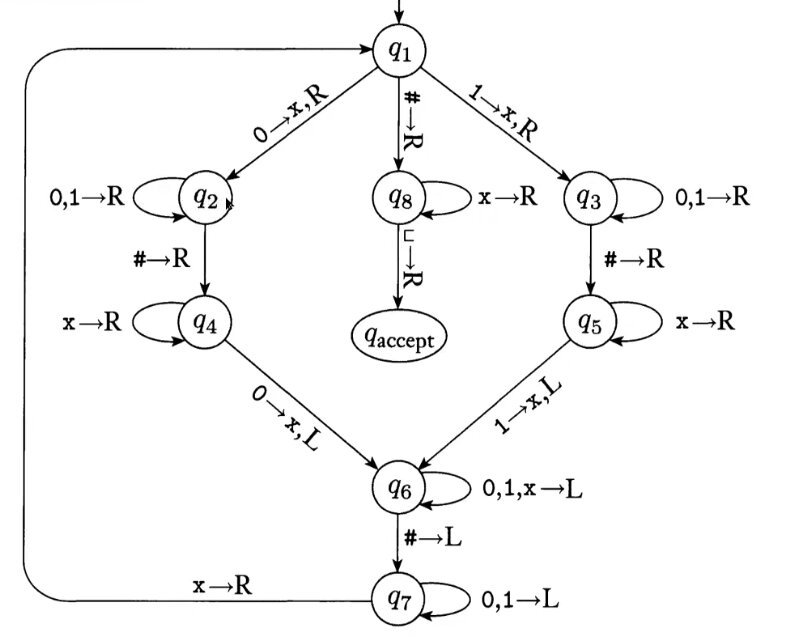 q1
0→x,R
#→R
1→x,R
0,1→R
q2
q8
x→R
q3
0,1→R
#→R
⊔→R
#→R
x→R
q4
qaccept
q5
x→R
0→x,L
1→x,L
q6
0,1,x→L
#→L
x→R
q7
0,1→L